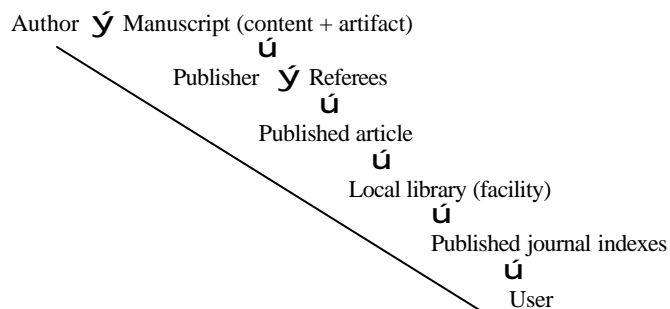 Author ý Manuscript (content + artifact)
ú
Publisher ý Referees
ú
Published article
ú
Local library (facility)
ú
Published journal indexes
ú
User